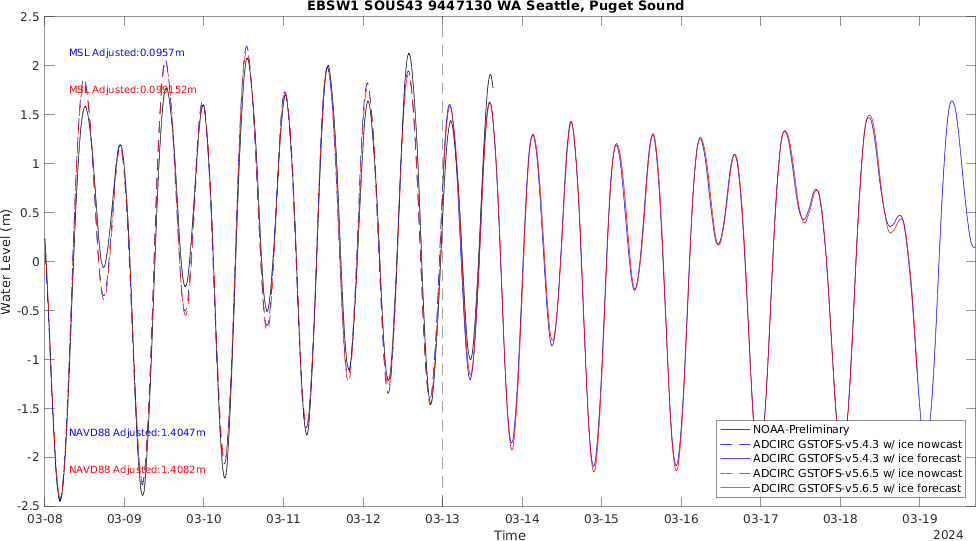 EBSW1 SOUS43 9447130 WA Seattle, Puget Sound
2.5
2
1.5
1
0.5
0
-0.5
-1
-1.5
-2
-2.5
Water Level (m)
MSL Adjusted:0.0957m
MSL Adjusted:0.099152m
NAVD88 Adjusted:1.4047m
NAVD88 Adjusted:1.4082m
NOAA-Preliminary
ADCIRC GSTOFS-v5.4.3 w/ ice nowcast
ADCIRC GSTOFS-v5.4.3 w/ ice forecast
ADCIRC GSTOFS-v5.6.5 w/ ice nowcast
ADCIRC GSTOFS-v5.6.5 w/ ice forecast
03-08 03-09 03-10 03-11 03-12 03-13 03-14 03-15 03-16 03-17 03-18 03-19
Time
2024